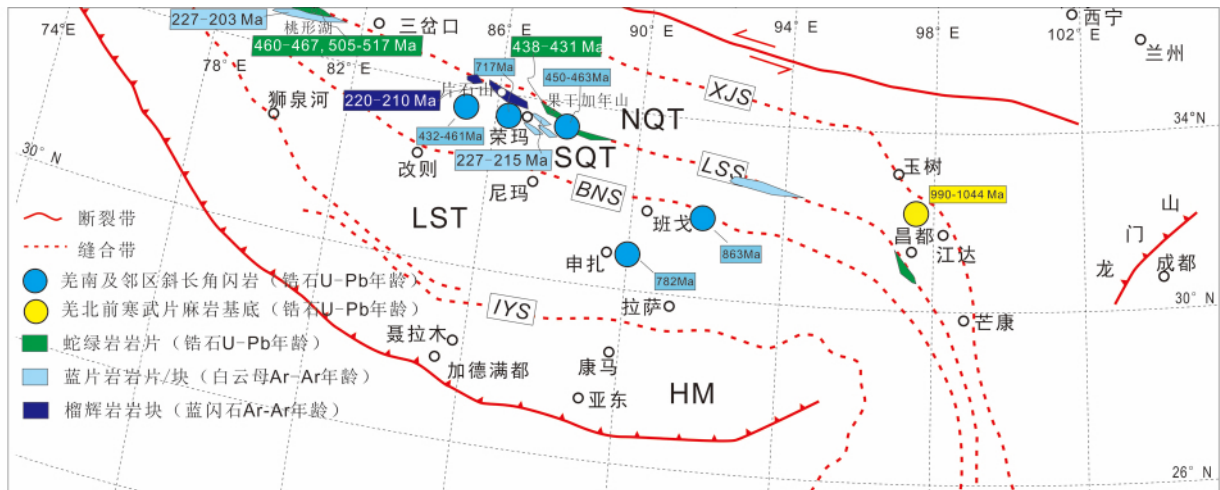 74°E
78° E
82° E
86° E
90° E
94° E
98° E
102° E
西宁
兰州
227-203 Ma
桃形湖
三岔口
460-467, 505-517 Ma
438-431 Ma
717Ma
450-463Ma
片石山
果干加年山
狮泉河
220-210 Ma
XJS
NQT
34°N
432-461Ma
荣玛
SQT
227-215 Ma
改则
LSS
玉树
30° N
尼玛
BNS
990-1044 Ma
LST
班戈
昌都
江达
龙门山
成都
断裂带
缝合带
863Ma
申扎
782Ma
羌南及邻区斜长角闪岩（锆石U-Pb年龄）
拉萨
30° N
羌北前寒武片麻岩基底（锆石U-Pb年龄）
IYS
芒康
聂拉木
蛇绿岩岩片（锆石U-Pb年龄）
加德满都
康马
蓝片岩岩片/块（白云母Ar-Ar年龄）
亚东
HM
榴辉岩岩块（蓝闪石Ar-Ar年龄）
26° N